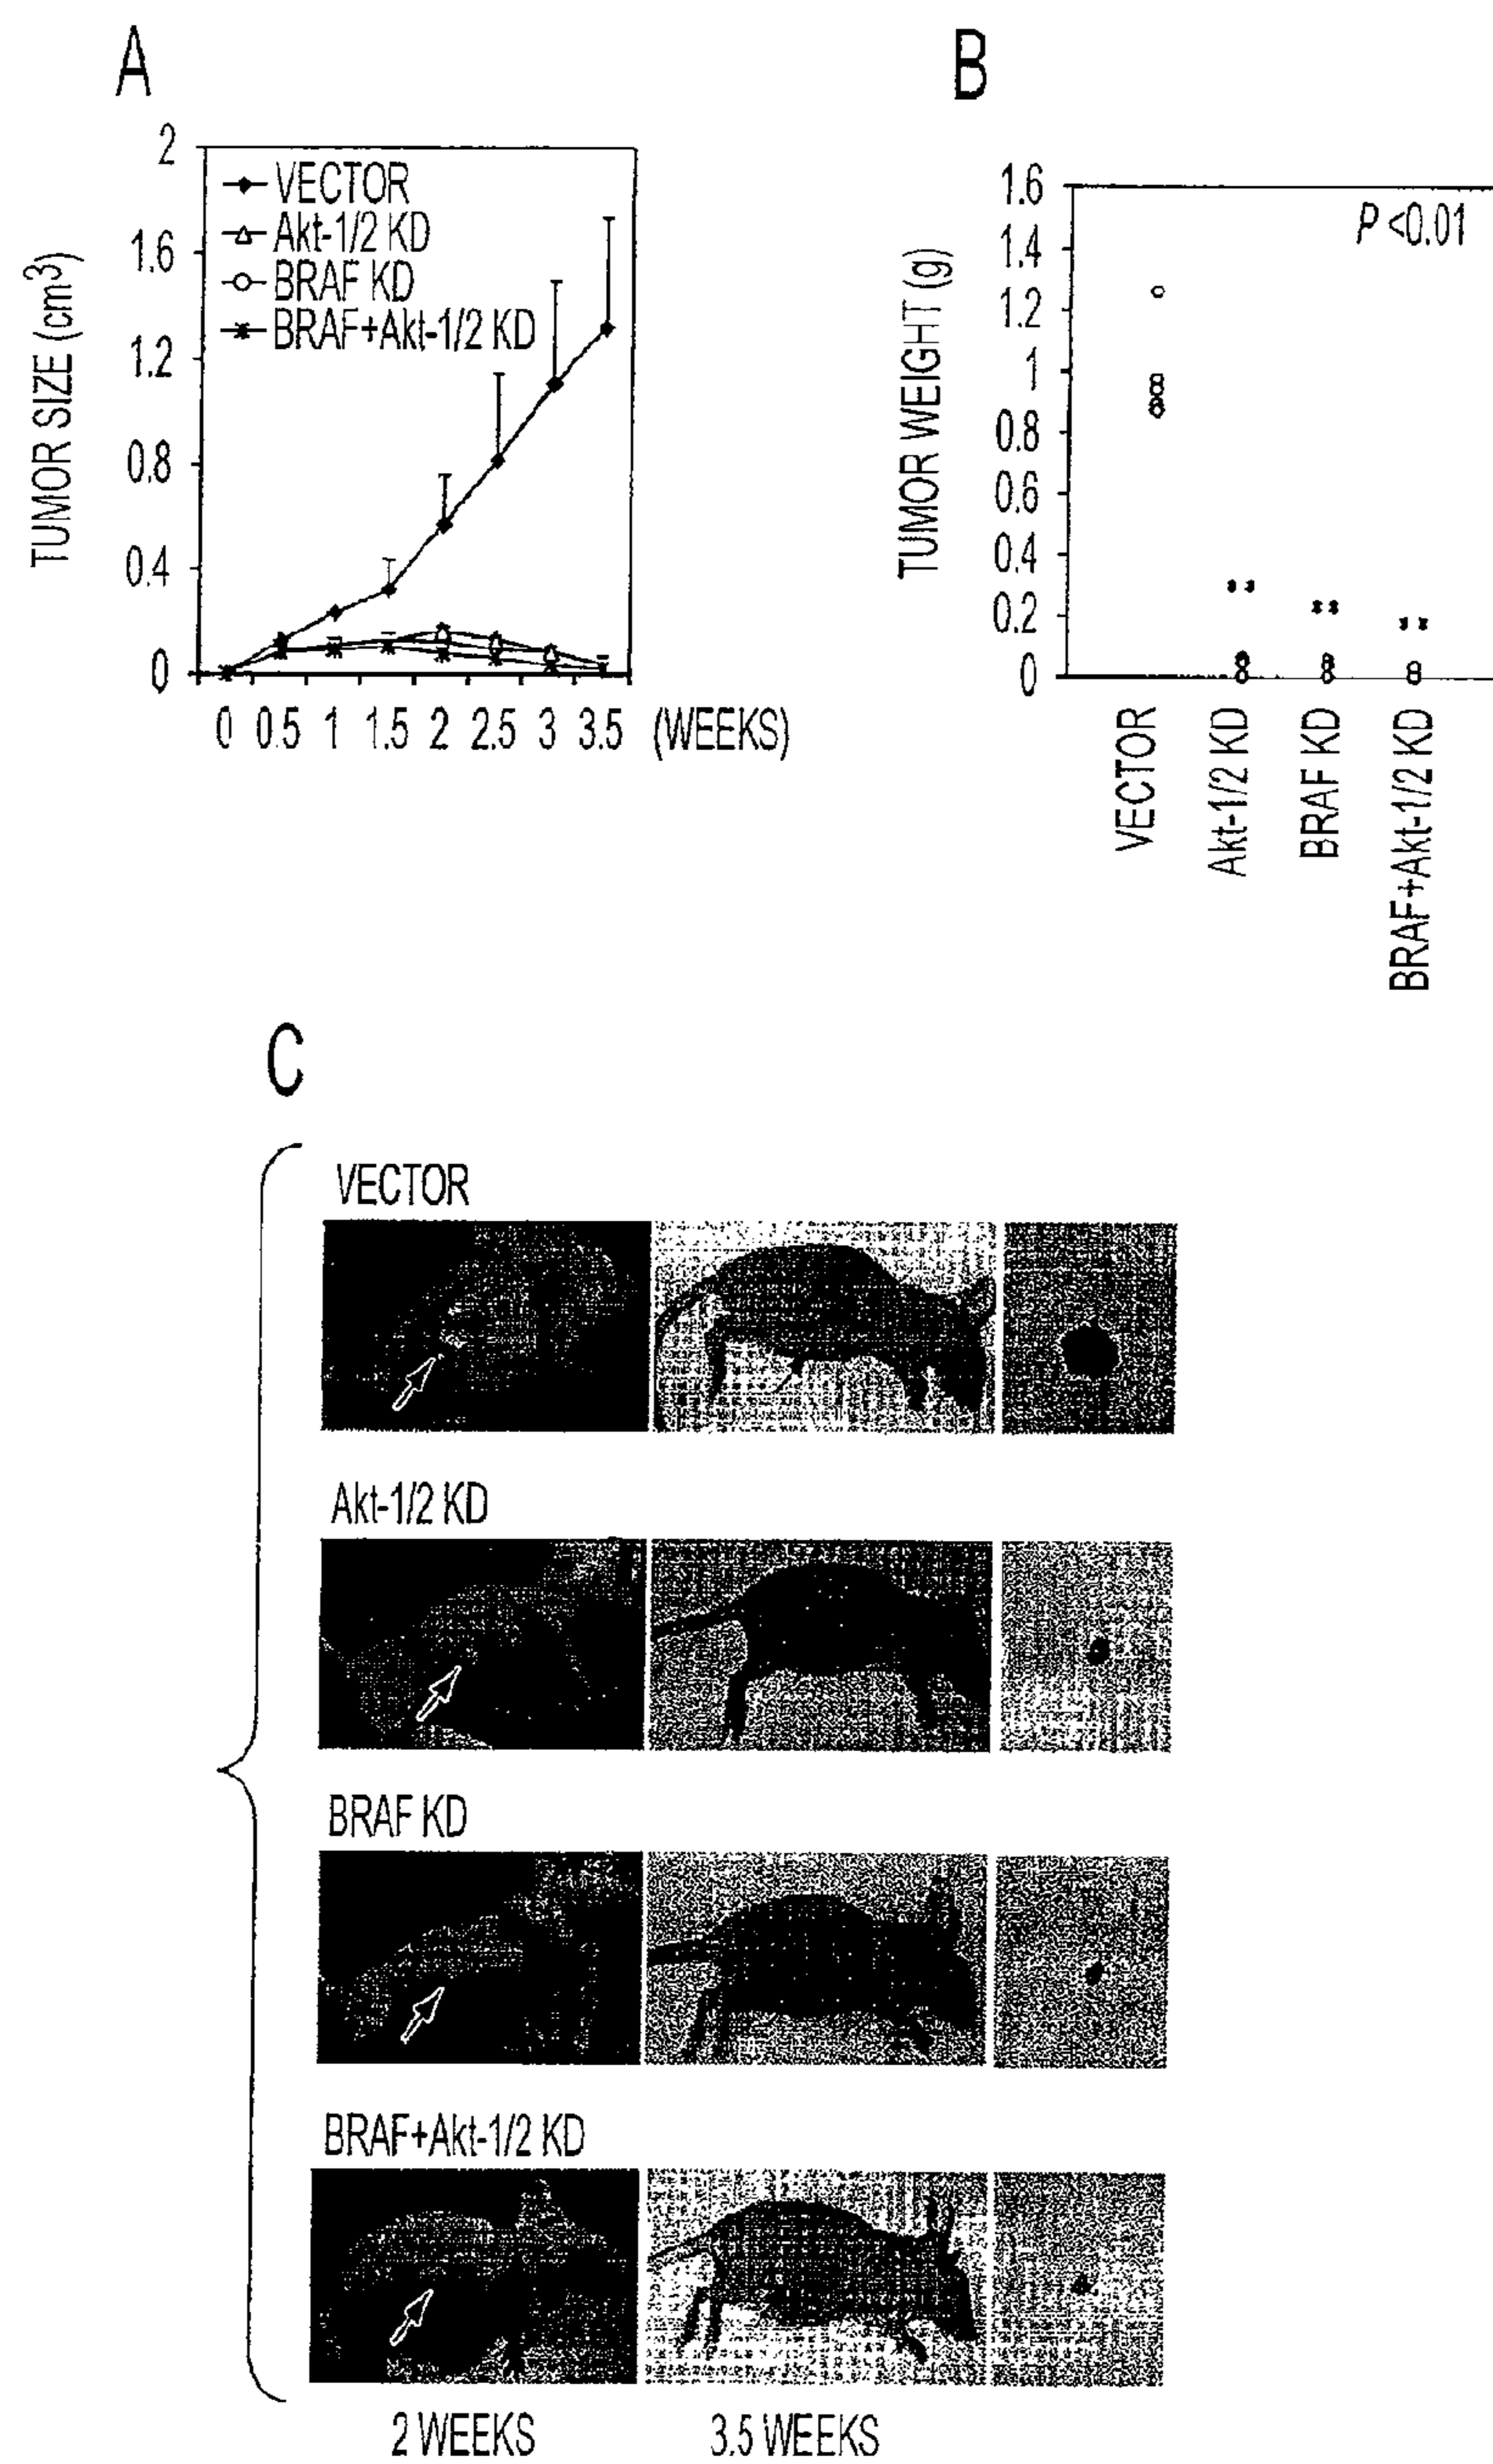 A
TUMOR SIZE (cm3)
2
1.6
1.2
0.8
0.4
0
VECTOR
Akt-1/2 KD
BRAF KD
BRAF+Akt-1/2 KD
0 0.5 1 1.5 2 2.5 3 3.5 (WEEKS)
B
TUMOR WEIGHT (g)
1.6
1.4
1.2
1
0.8
0.6
0.4
0.2
0
P <0.01
** ** **
VECTOR
Akt-1/2 KD
BRAF KD
BRAF+Akt-1/2 KD
C
VECTOR
Akt-1/2 KD
BRAF KD
BRAF+Akt-1/2 KD
2 WEEKS 3.5 WEEKS